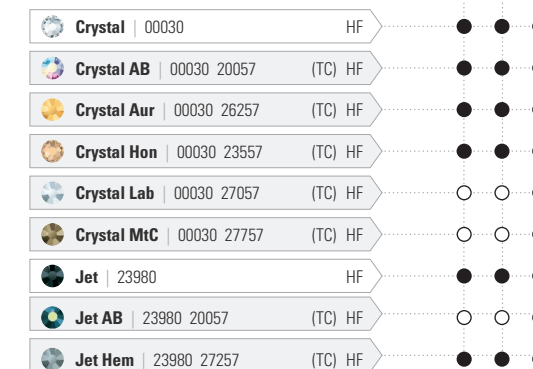 Crystal | 00030 HF
Crystal AB | 00030 20057 (TC) HF
Crystal Aur | 00030 26257 (TC) HF
Crystal Hon | 00030 23557 (TC) HF
Crystal Lab | 00030 27057 (TC) HF
Crystal MtC | 00030 27757 (TC) HF
Jet | 23980 HF
Jet AB | 23980 20057 (TC) HF
Jet Hem | 23980 27257 (TC) HF